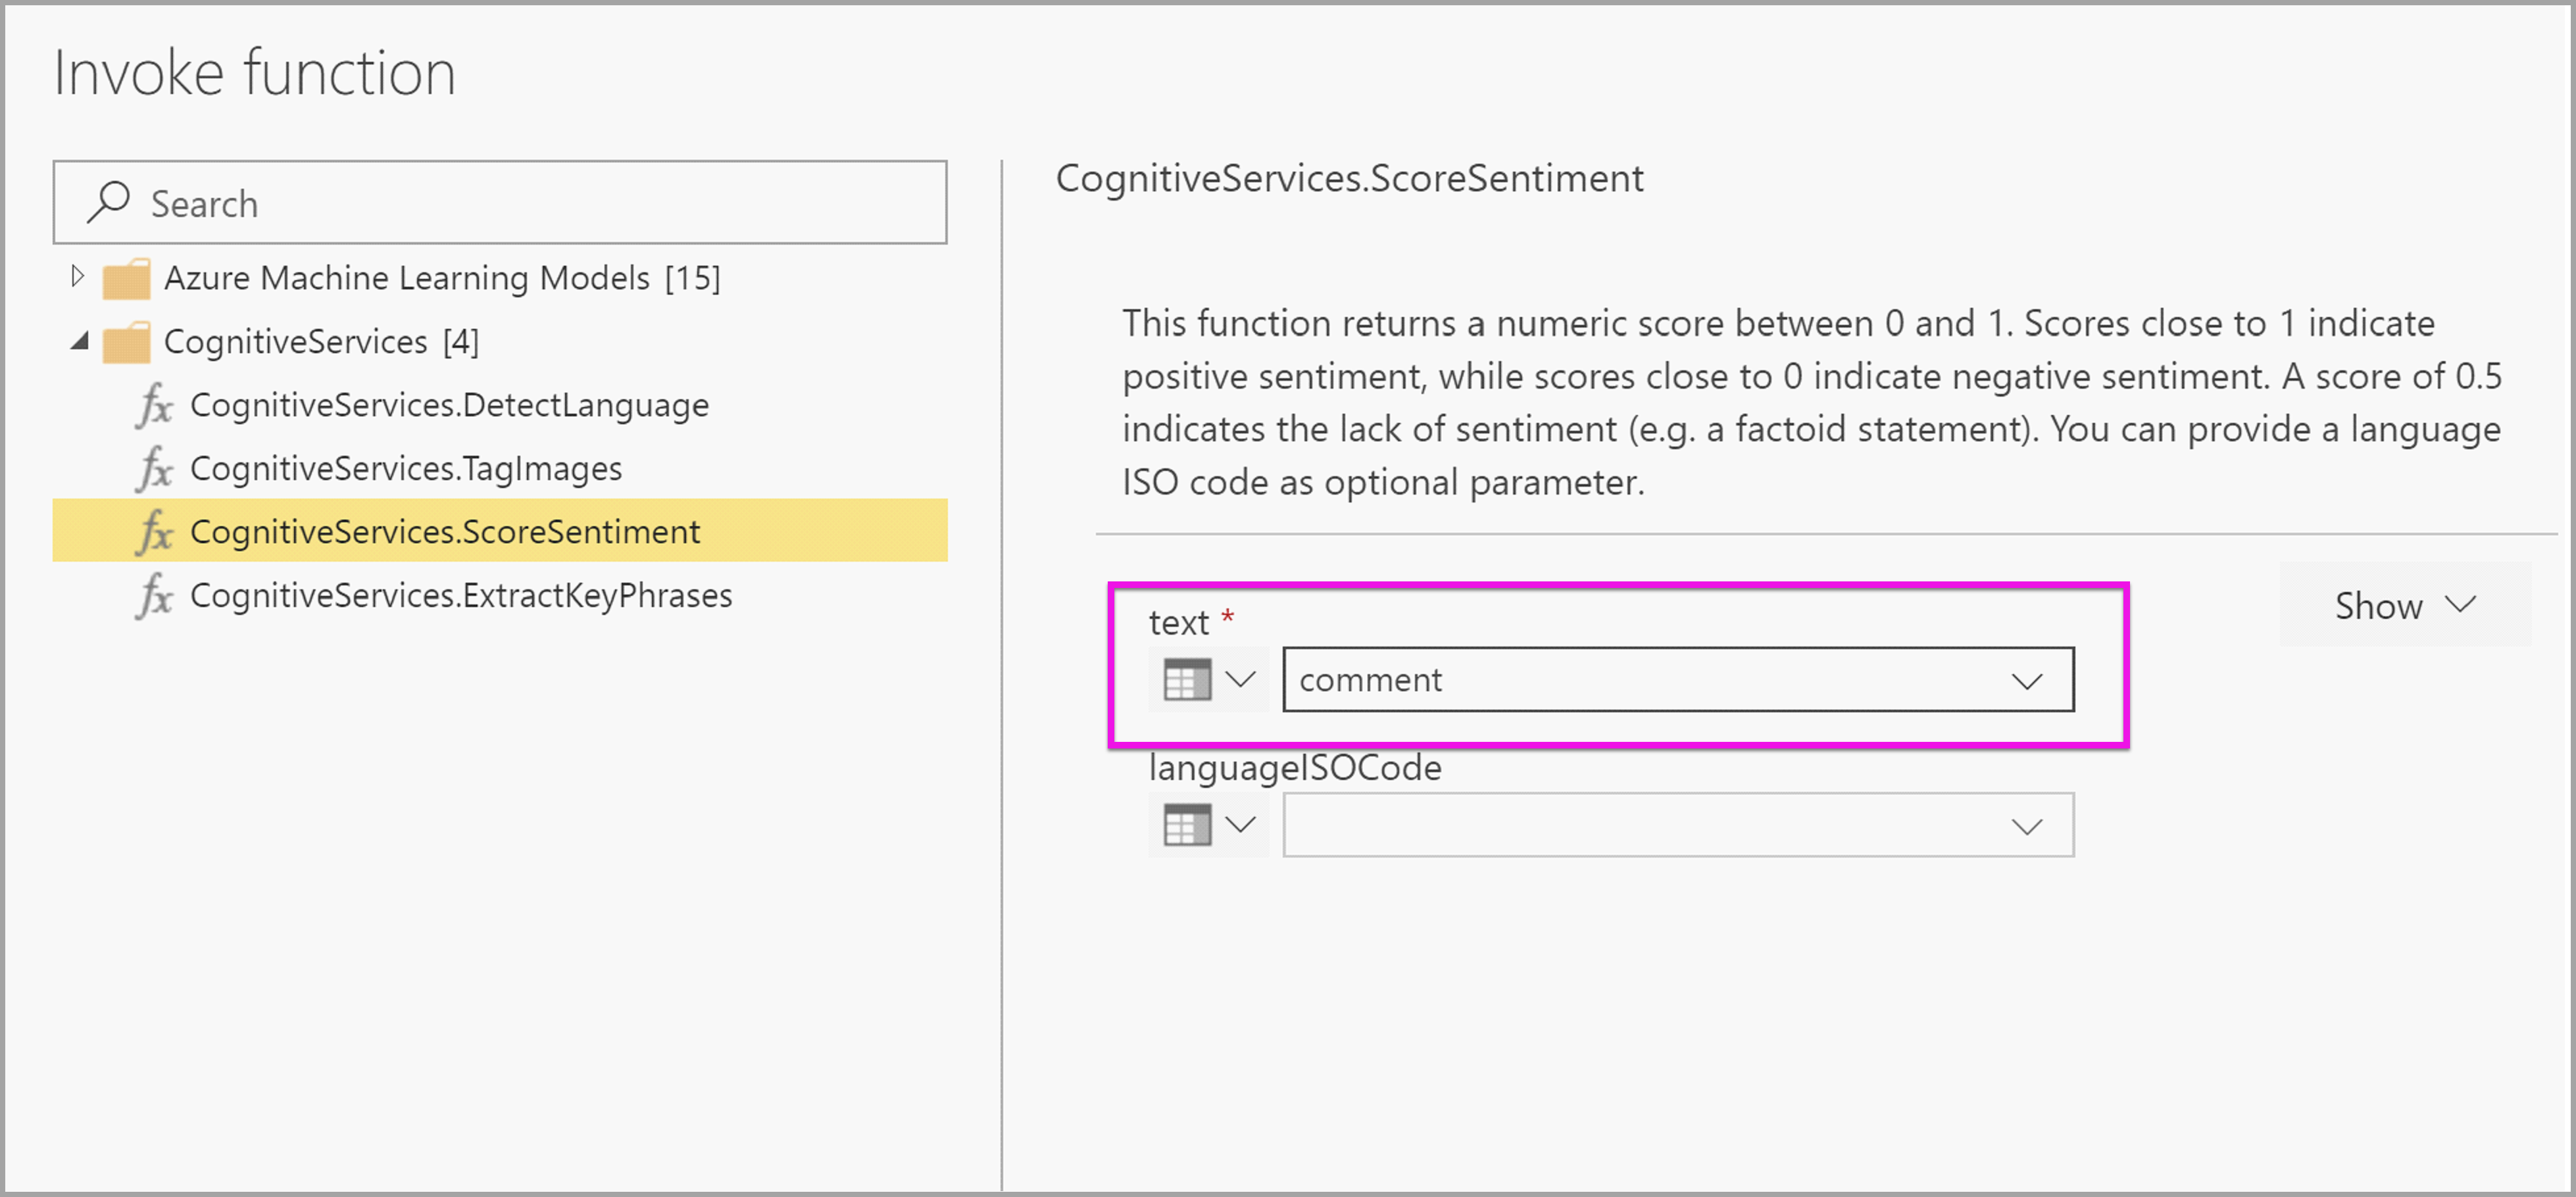 Invoke function
Search
Azure Machine Learning Models [15]
CognitiveServices [4]
fx CognitiveServices.DetectLanguage
fx CognitiveServices.TagImages
fx CognitiveServices.ScoreSentiment
fx CognitiveServices.ExtractKeyPhrases
CognitiveServices.ScoreSentiment
This function returns a numeric score between 0 and 1. Scores close to 1 indicate
positive sentiment, while scores close to 0 indicate negative sentiment. A score of 0.5
indicates the lack of sentiment (e.g. a factoid statement). You can provide a language
ISO code as optional parameter.
Show
text *
comment
languageISOCode